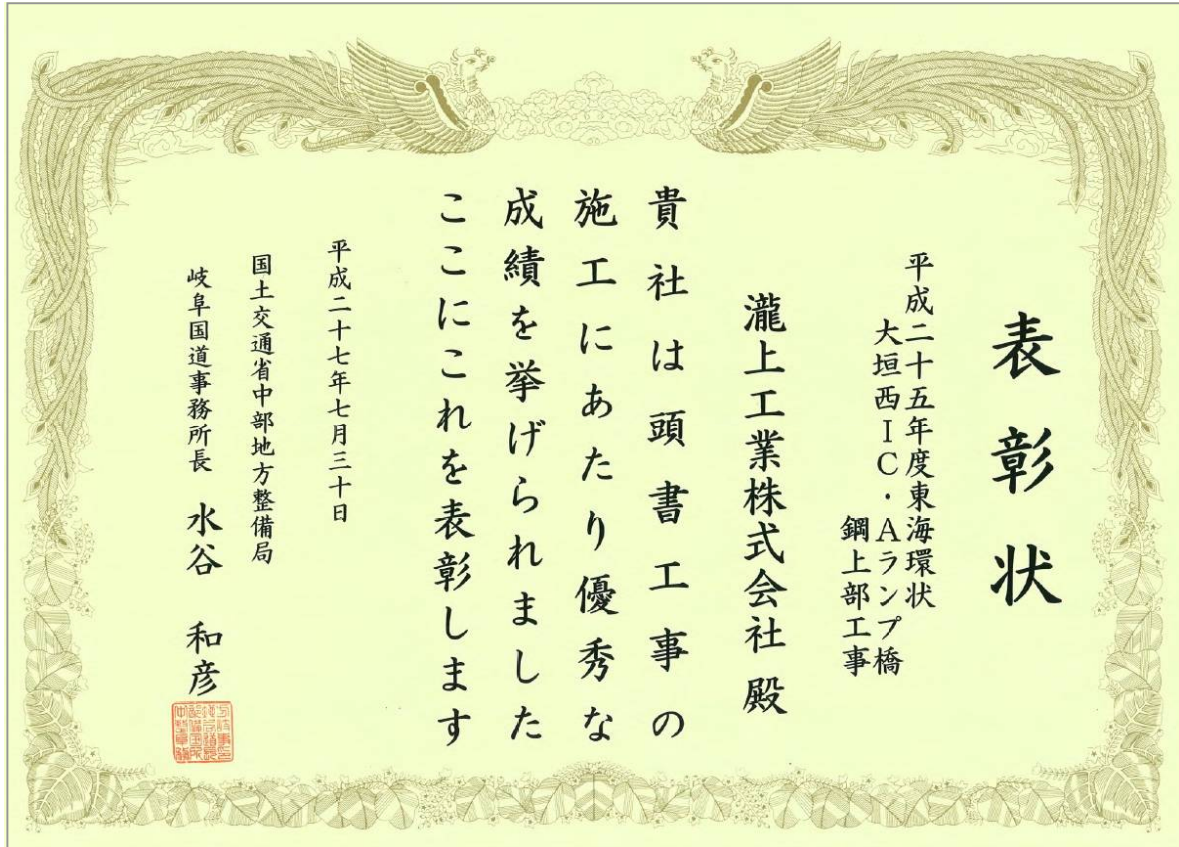 表彰状
平成二十五年度東海環状
大垣西ＩＣ・Ａランプ橋
鋼上部工事
瀧上工業株式会社 殿
貴社は頭書工事の
施工にあたり優秀な
成績を挙げられました
ここにこれを表彰します
平成二十七年七月三十日
国土交通省中部地方整備局
岐阜国道事務所長 水谷 和彦